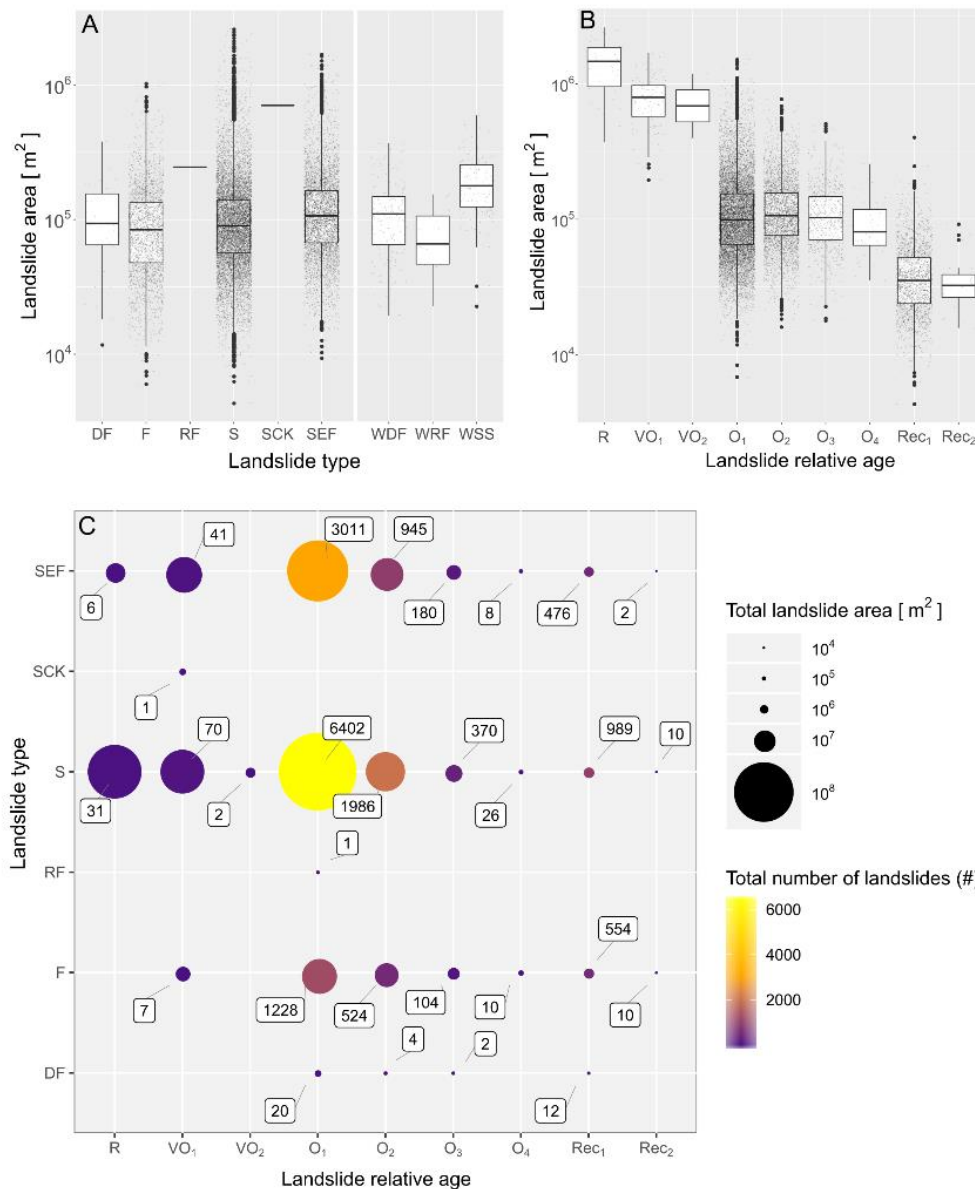 A
Landslide area [ m² ]
10⁶
10⁵
10⁴
DF F RF S SCK SEF WDF WRF WSS
Landslide type
B
Landslide area [ m² ]
10⁶
10⁵
10⁴
R VO₁ VO₂ O₁ O₂ O₃ O₄ Rec₁ Rec₂
Landslide relative age
C
Landslide type
SEF
6 41 3011 945 180 8 476 2
SCK
1
S
31 70 2 6402 1986 370 26 989 10
RF
1
F
7 1228 524 104 10 554 10
DF
20 4 2 12
R VO₁ VO₂ O₁ O₂ O₃ O₄ Rec₁ Rec₂
Landslide relative age
Total landslide area [ m² ]
10⁴
10⁵
10⁶
10⁷
10⁸
Total number of landslides (#)
6000
4000
2000